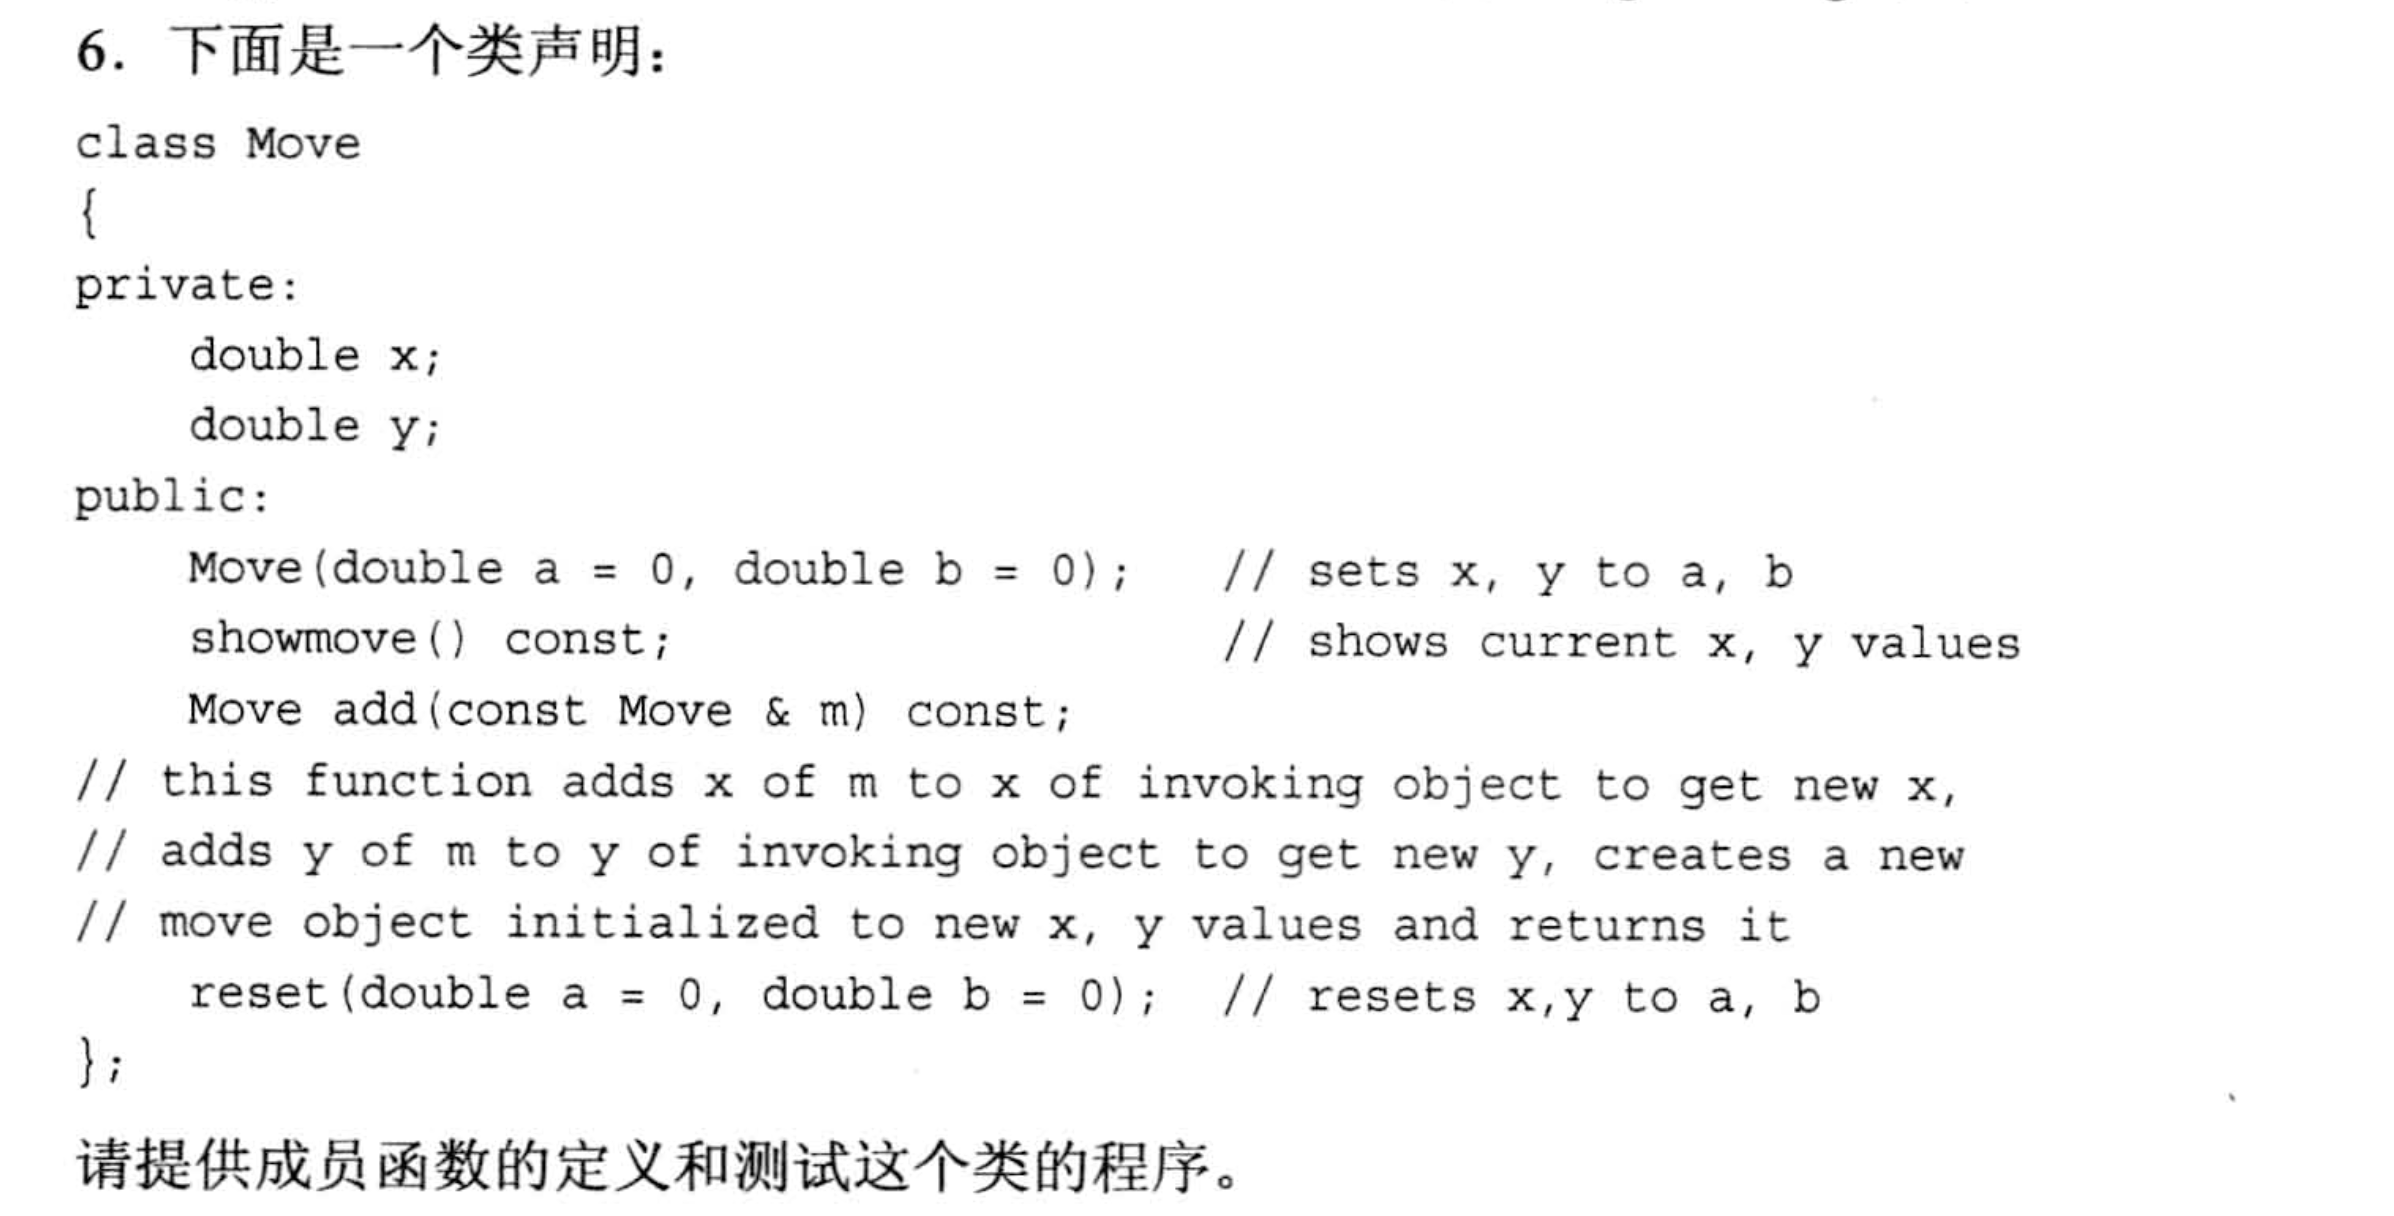 6. 下面是一个类声明：
class Move
{
private:
    double x;
    double y;
public:
    Move(double a = 0, double b = 0);   // sets x, y to a, b
    showmove() const;                   // shows current x, y values
    Move add(const Move & m) const;
// this function adds x of m to x of invoking object to get new x,
// adds y of m to y of invoking object to get new y, creates a new
// move object initialized to new x, y values and returns it
    reset(double a = 0, double b = 0);  // resets x,y to a, b
};
请提供成员函数的定义和测试这个类的程序。